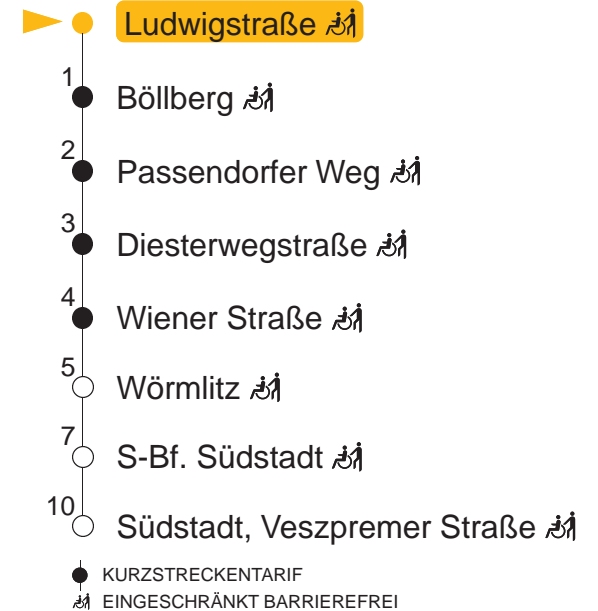 Ludwigstraße
1 Böllberg
2 Passendorfer Weg
3 Diesterwegstraße
4 Wiener Straße
5 Wörmlitz
7 S-Bf. Südstadt
10 Südstadt, Veszpremer Straße
KURZSTRECKENTARIF
EINGESCHRÄNKT BARRIEREFREI